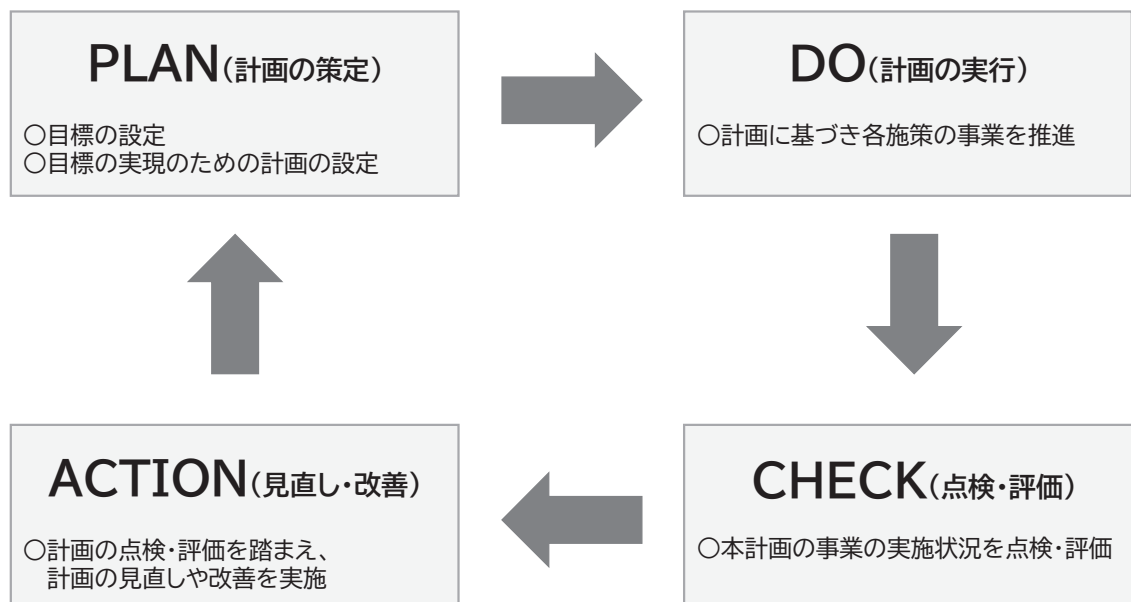 PLAN(計画の策定)
○目標の設定
○目標の実現のための計画の設定
DO(計画の実行)
○計画に基づき各施策の事業を推進
ACTION(見直し・改善)
○計画の点検・評価を踏まえ、
計画の見直しや改善を実施
CHECK(点検・評価)
○本計画の事業の実施状況を点検・評価